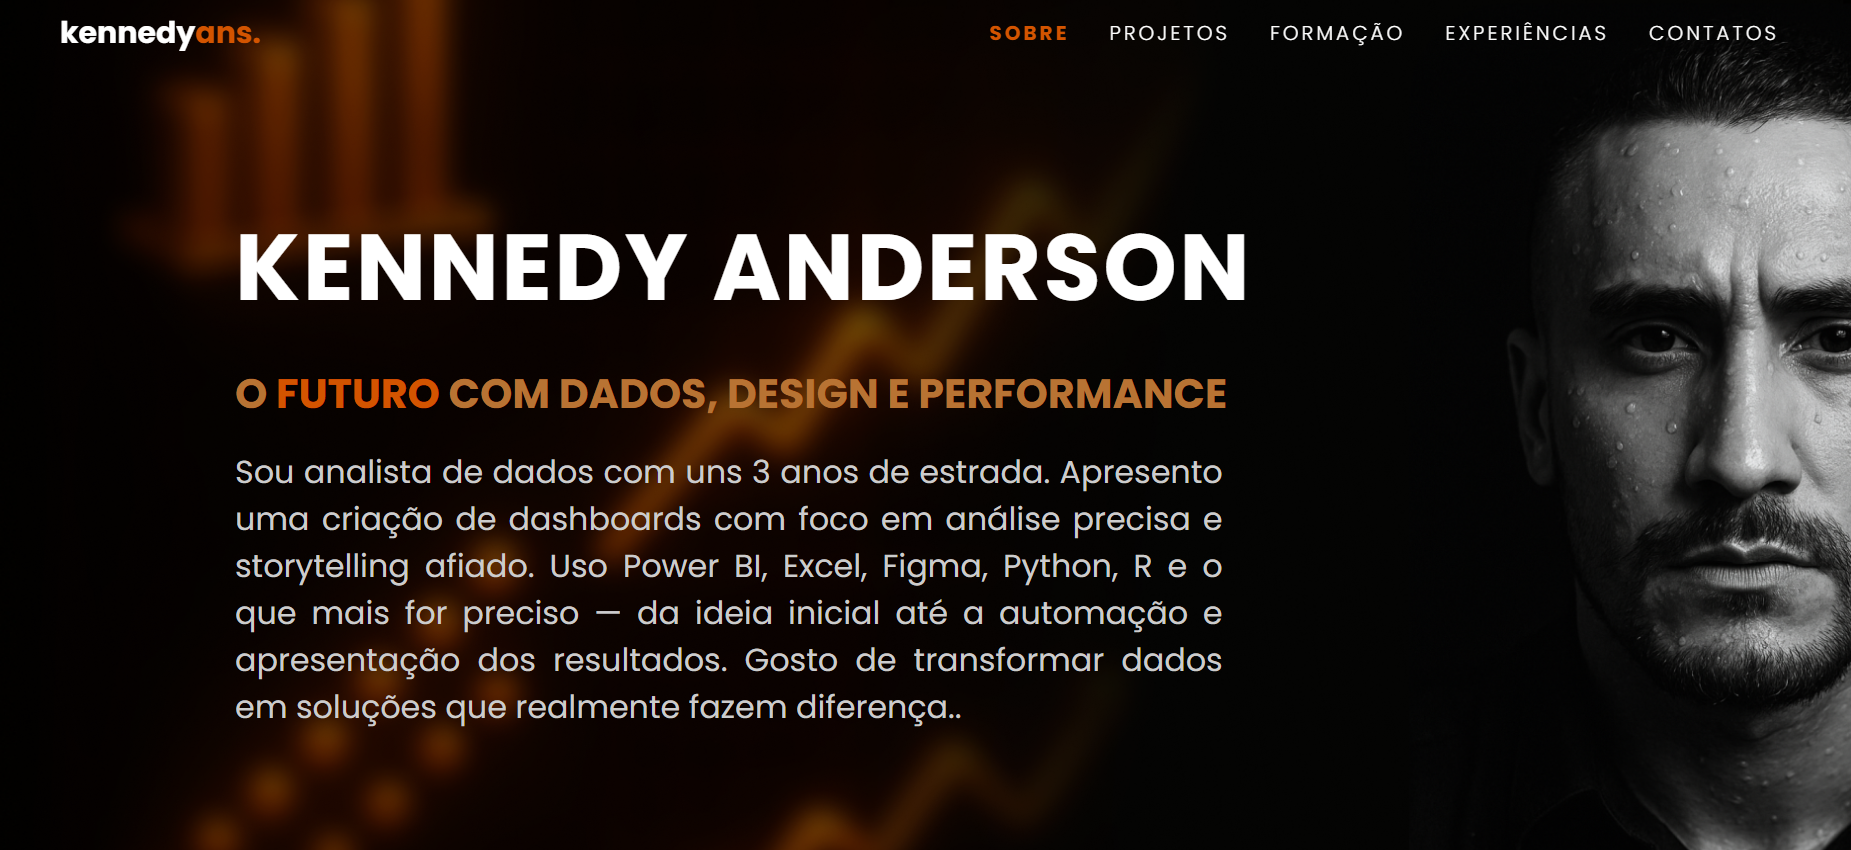 kennedyans.
SOBRE PROJETOS FORMAÇÃO EXPERIÊNCIAS CONTATOS
KENNEDY ANDERSON
O FUTURO COM DADOS, DESIGN E PERFORMANCE
Sou analista de dados com uns 3 anos de estrada. Apresento
uma criação de dashboards com foco em análise precisa e
storytelling afiado. Uso Power BI, Excel, Figma, Python, R e o
que mais for preciso — da ideia inicial até a automação e
apresentação dos resultados. Gosto de transformar dados
em soluções que realmente fazem diferença..